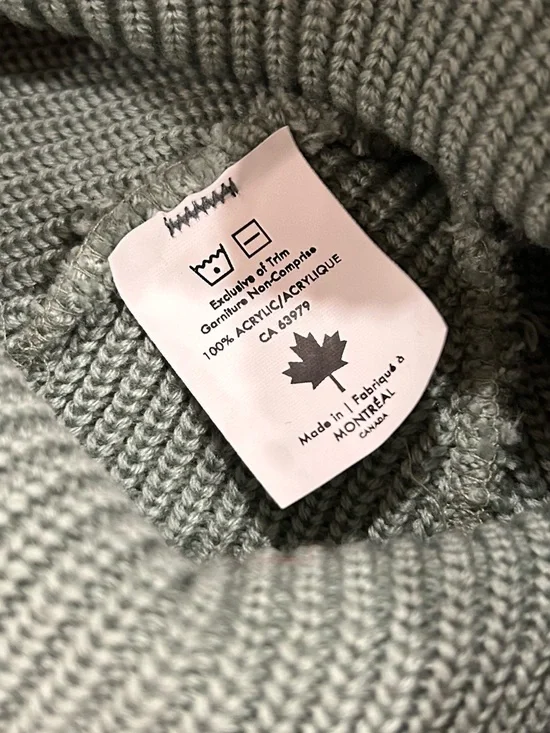 Exclusive of Trim
Garniture Non-Comprise
100% ACRYLIC/ACRYLIQUE
CA 63979
Made in | Fabriqué à
MONTRÉAL
CANADA